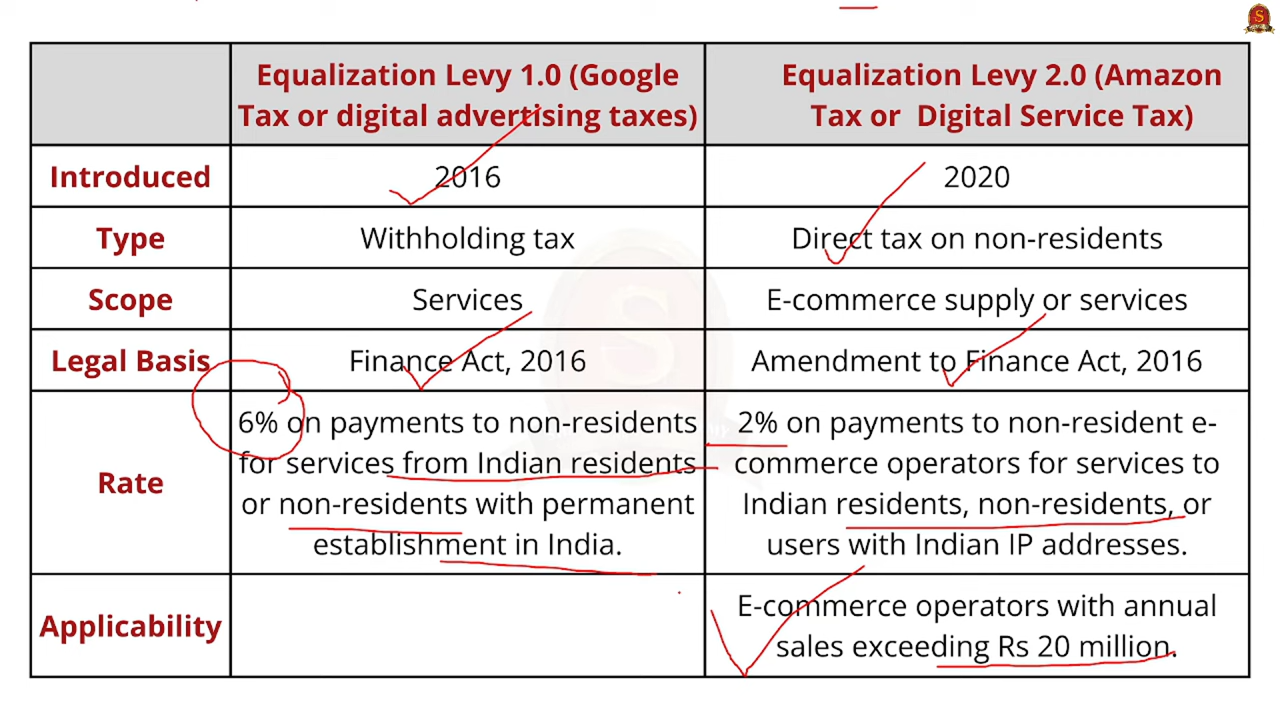 Equalization Levy 1.0 (Google
Tax or digital advertising taxes)
Equalization Levy 2.0 (Amazon
Tax or Digital Service Tax)
Introduced
2016
2020
Type
Withholding tax
Direct tax on non-residents
Scope
Services
E-commerce supply or services
Legal Basis
Finance Act, 2016
Amendment to Finance Act, 2016
Rate
6% on payments to non-residents
for services from Indian residents
or non-residents with permanent
establishment in India.
2% on payments to non-resident e-
commerce operators for services to
Indian residents, non-residents, or
users with Indian IP addresses.
Applicability
E-commerce operators with annual
sales exceeding Rs 20 million.